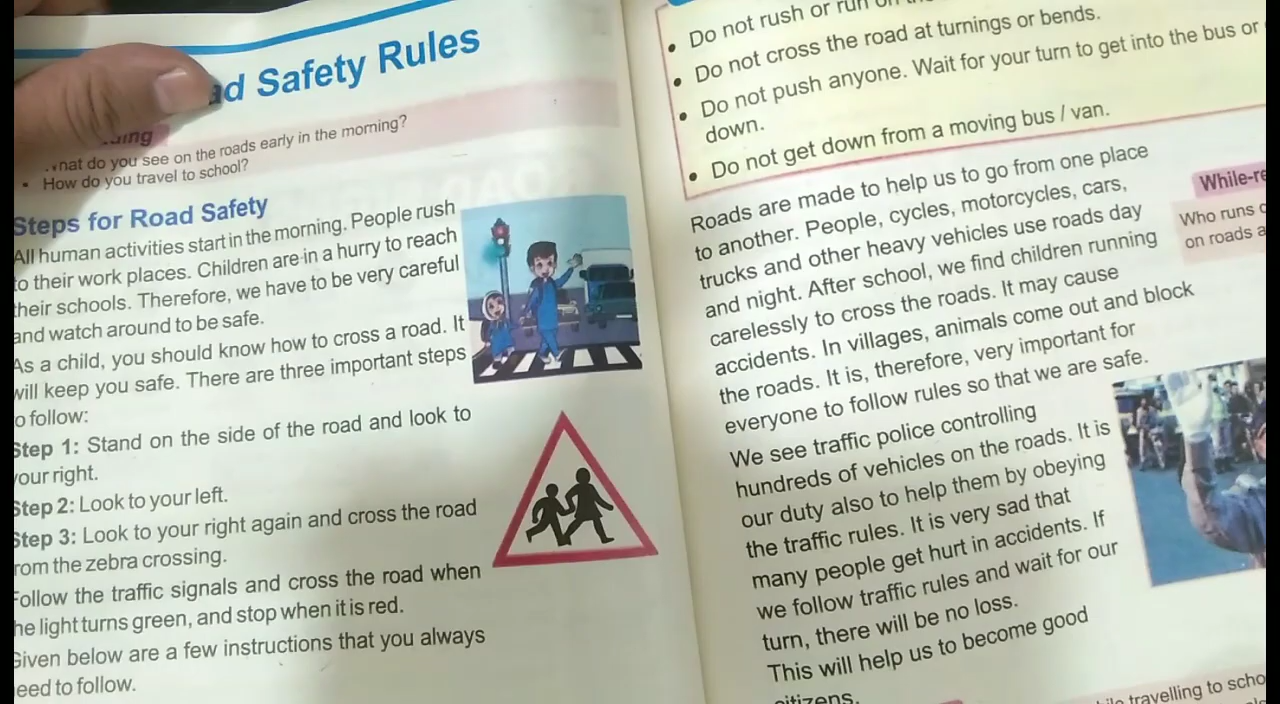 Safety Rules
What do you see on the roads early in the morning?
• How do you travel to school?
Steps for Road Safety
All human activities start in the morning. People rush
to their work places. Children are in a hurry to reach
their schools. Therefore, we have to be very careful
and watch around to be safe.
As a child, you should know how to cross a road. It
will keep you safe. There are three important steps
to follow:
Step 1: Stand on the side of the road and look to
your right.
Step 2: Look to your left.
Step 3: Look to your right again and cross the road
from the zebra crossing.
Follow the traffic signals and cross the road when
the light turns green, and stop when it is red.
Given below are a few instructions that you always
need to follow.
• Do not rush or run on
• Do not cross the road at turnings or bends.
• Do not push anyone. Wait for your turn to get into the bus or
down.
• Do not get down from a moving bus / van.
Roads are made to help us to go from one place
to another. People, cycles, motorcycles, cars,
trucks and other heavy vehicles use roads day
and night. After school, we find children running
carelessly to cross the roads. It may cause
accidents. In villages, animals come out and block
the roads. It is, therefore, very important for
everyone to follow rules so that we are safe.
We see traffic police controlling
hundreds of vehicles on the roads. It is
our duty also to help them by obeying
the traffic rules. It is very sad that
many people get hurt in accidents. If
we follow traffic rules and wait for our
turn, there will be no loss.
This will help us to become good
citizens.
While-re
Who runs
on roads
travelling to scho